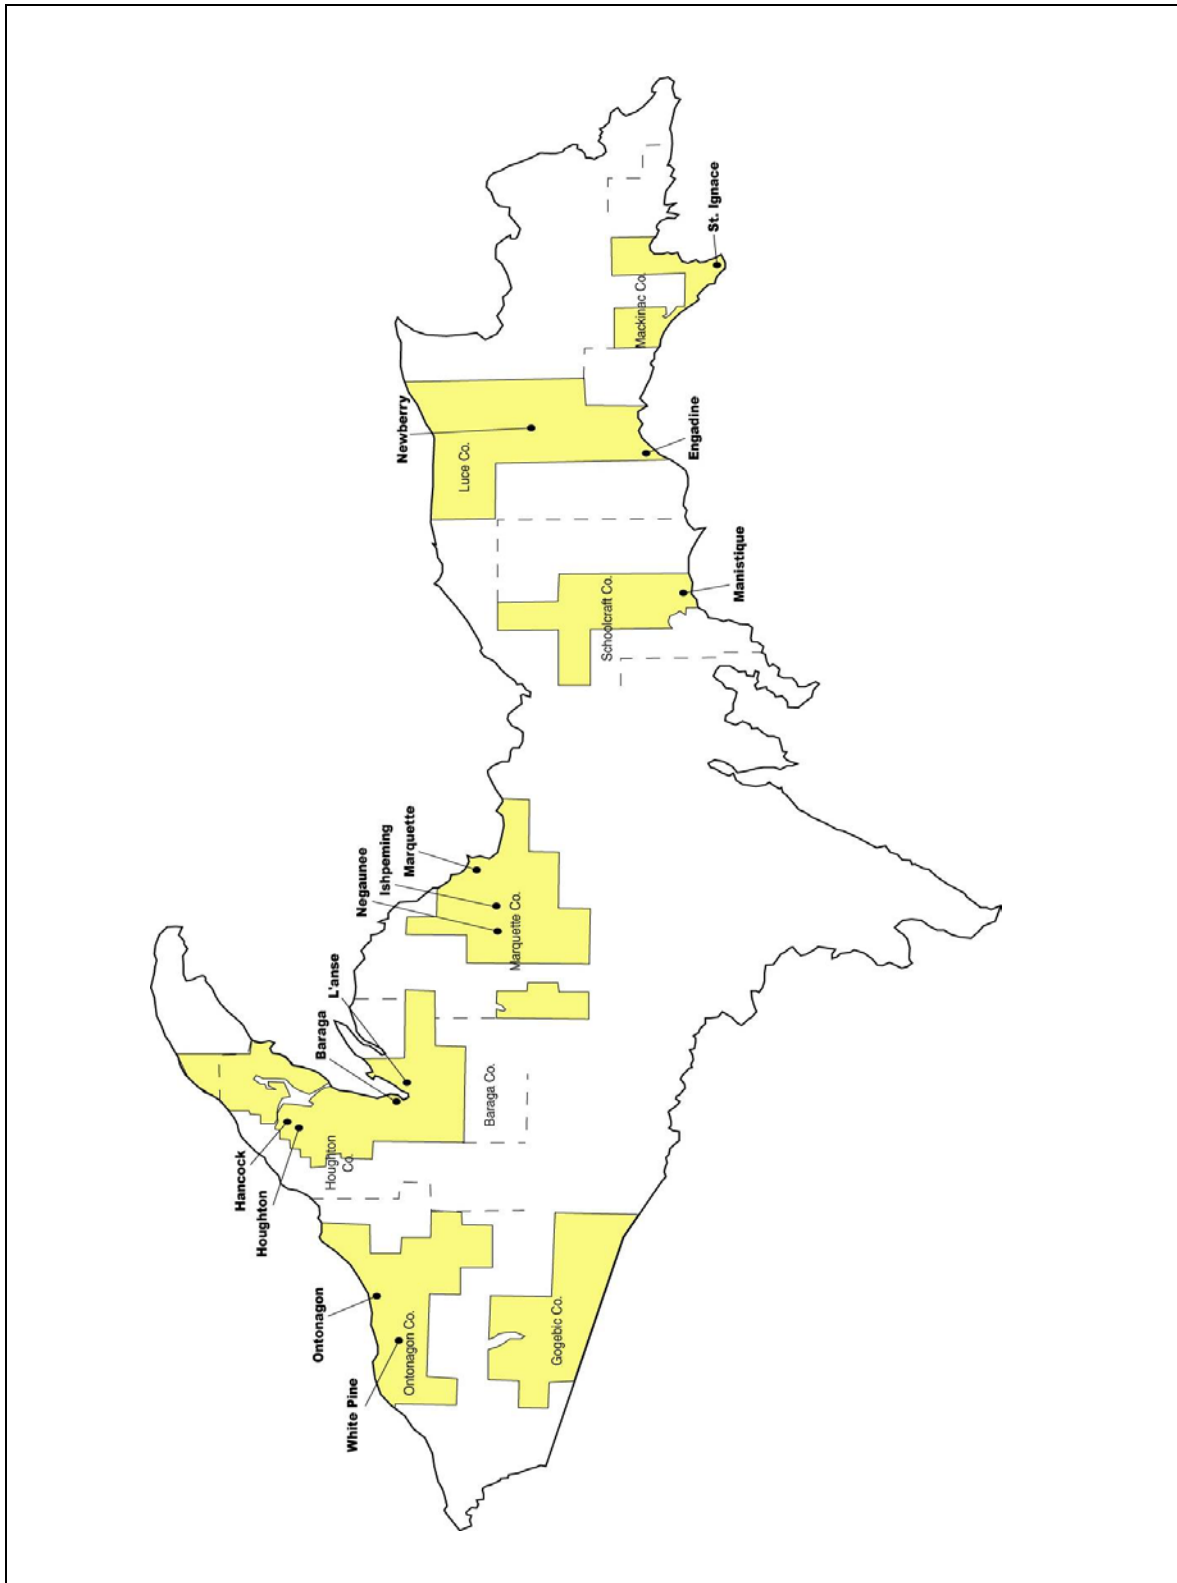 St. Ignace
Mackinac Co.
Newberry
Luce Co.
Engadine
Manistique
Schoolcraft Co.
Marquette
Ishpeming
Negaunee
Marquette Co.
L'anse
Baraga
Baraga Co.
Hancock
Houghton
Houghton
Co.
Ontonagon
Ontonagon Co.
White Pine
Gogebic Co.